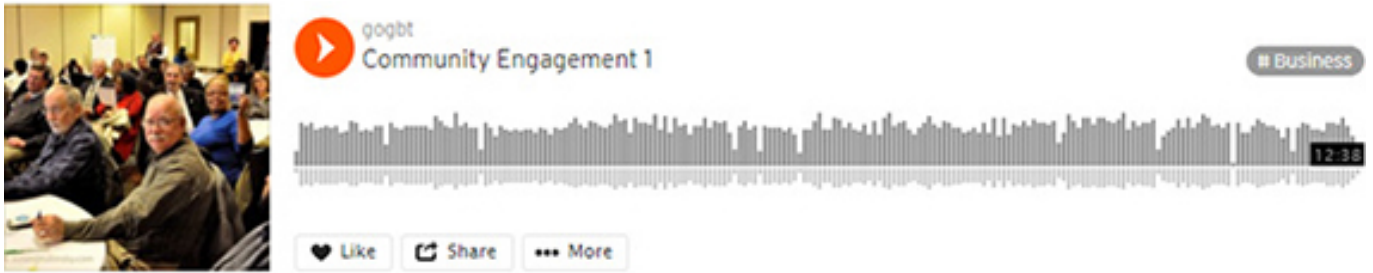 gogbt
Community Engagement 1
# Business
12:38
Like
Share
More